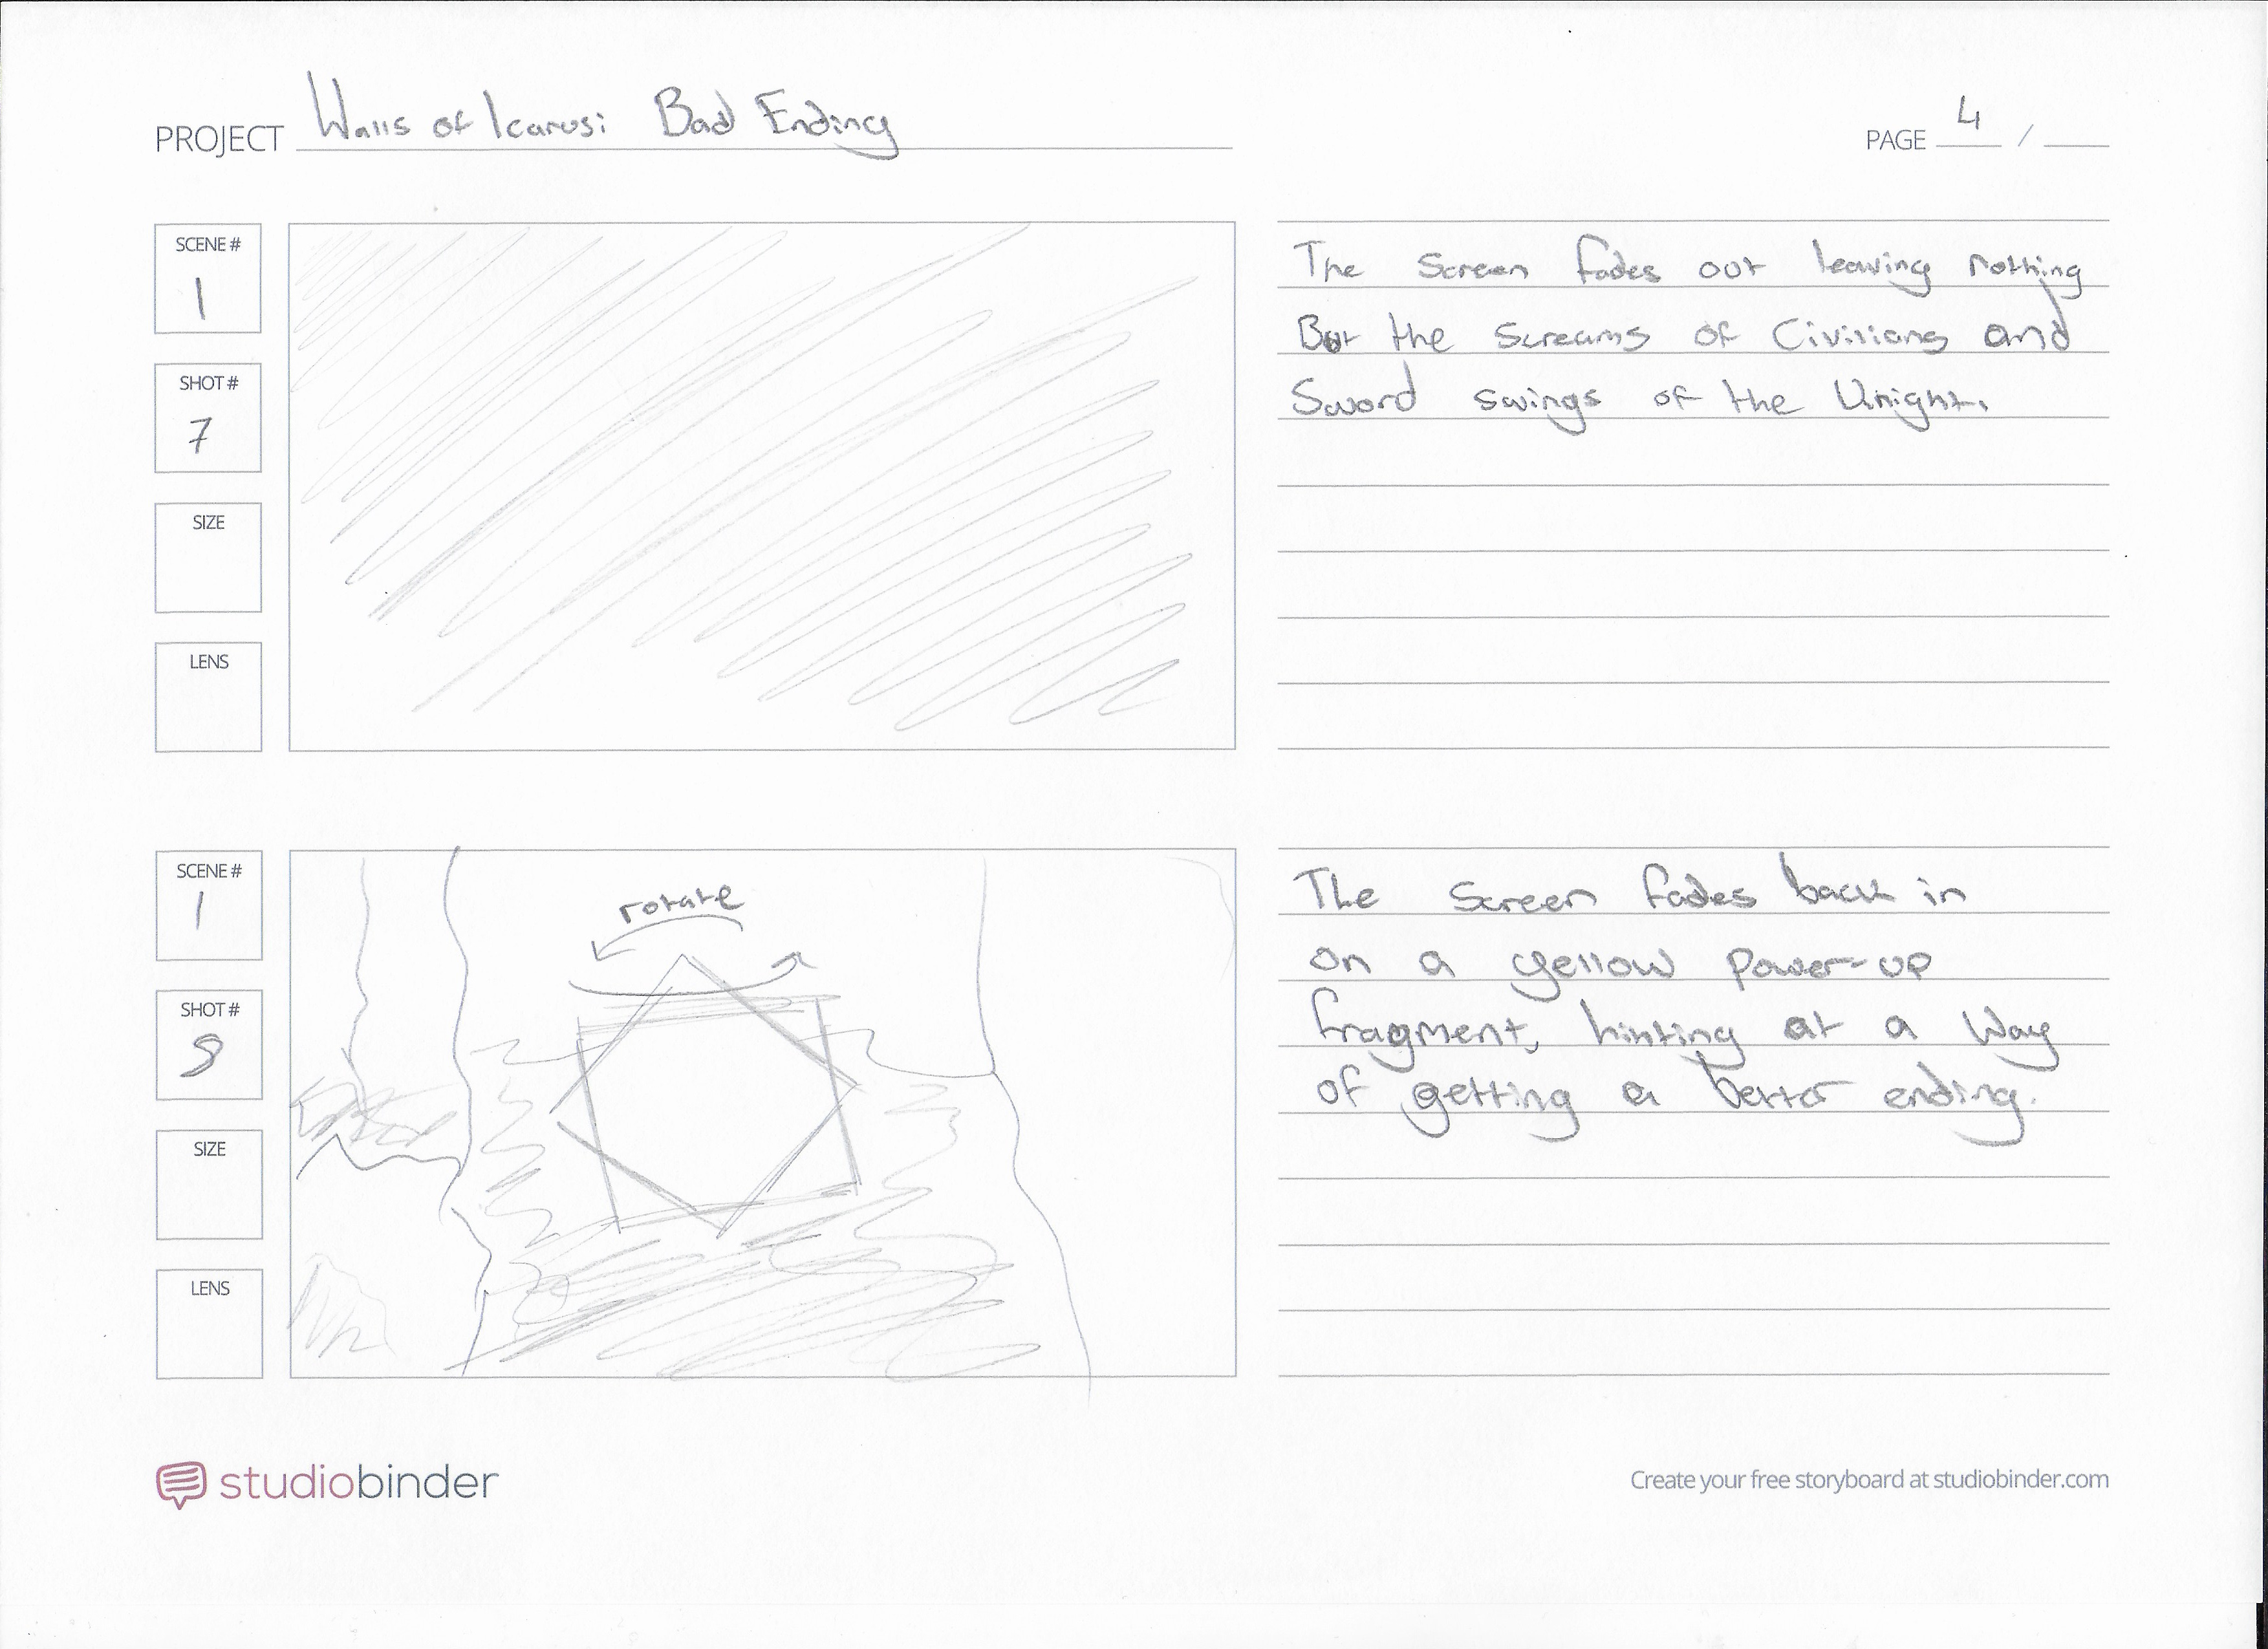 PROJECT Walls of Icarus: Bad Ending
PAGE 4 /
SCENE #
1
SHOT #
7
SIZE
LENS
The Screen fades out leaving nothing
But the screams of Civilians and
Sword swings of the Knight.
SCENE #
1
SHOT #
8
SIZE
LENS
rotate
The Screen fades back in
on a yellow power-up
fragment, hinting at a way
of getting a better ending.
studiobinder
Create your free storyboard at studiobinder.com